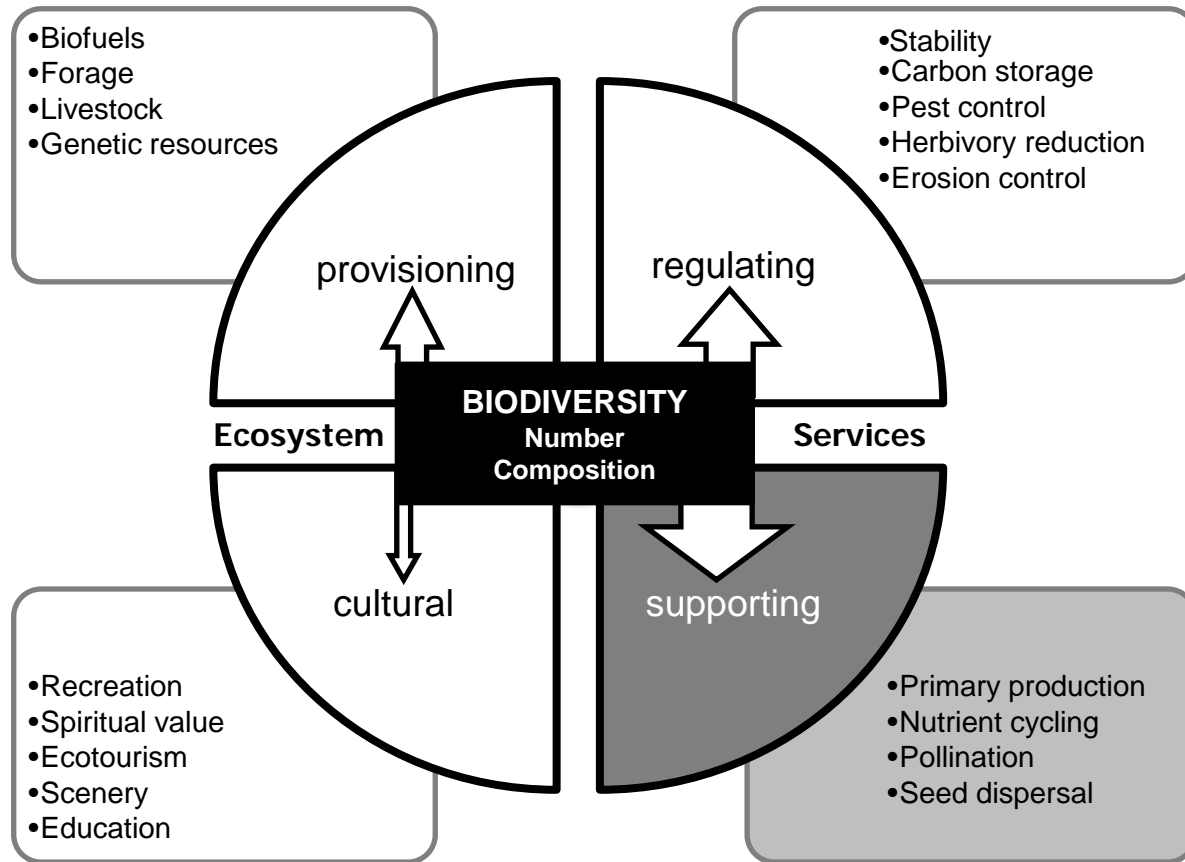 •Biofuels
•Forage
•Livestock
•Genetic resources
•Stability
•Carbon storage
•Pest control
•Herbivory reduction
•Erosion control
provisioning
regulating
Ecosystem
BIODIVERSITY
Number
Composition
Services
cultural
supporting
•Recreation
•Spiritual value
•Ecotourism
•Scenery
•Education
•Primary production
•Nutrient cycling
•Pollination
•Seed dispersal